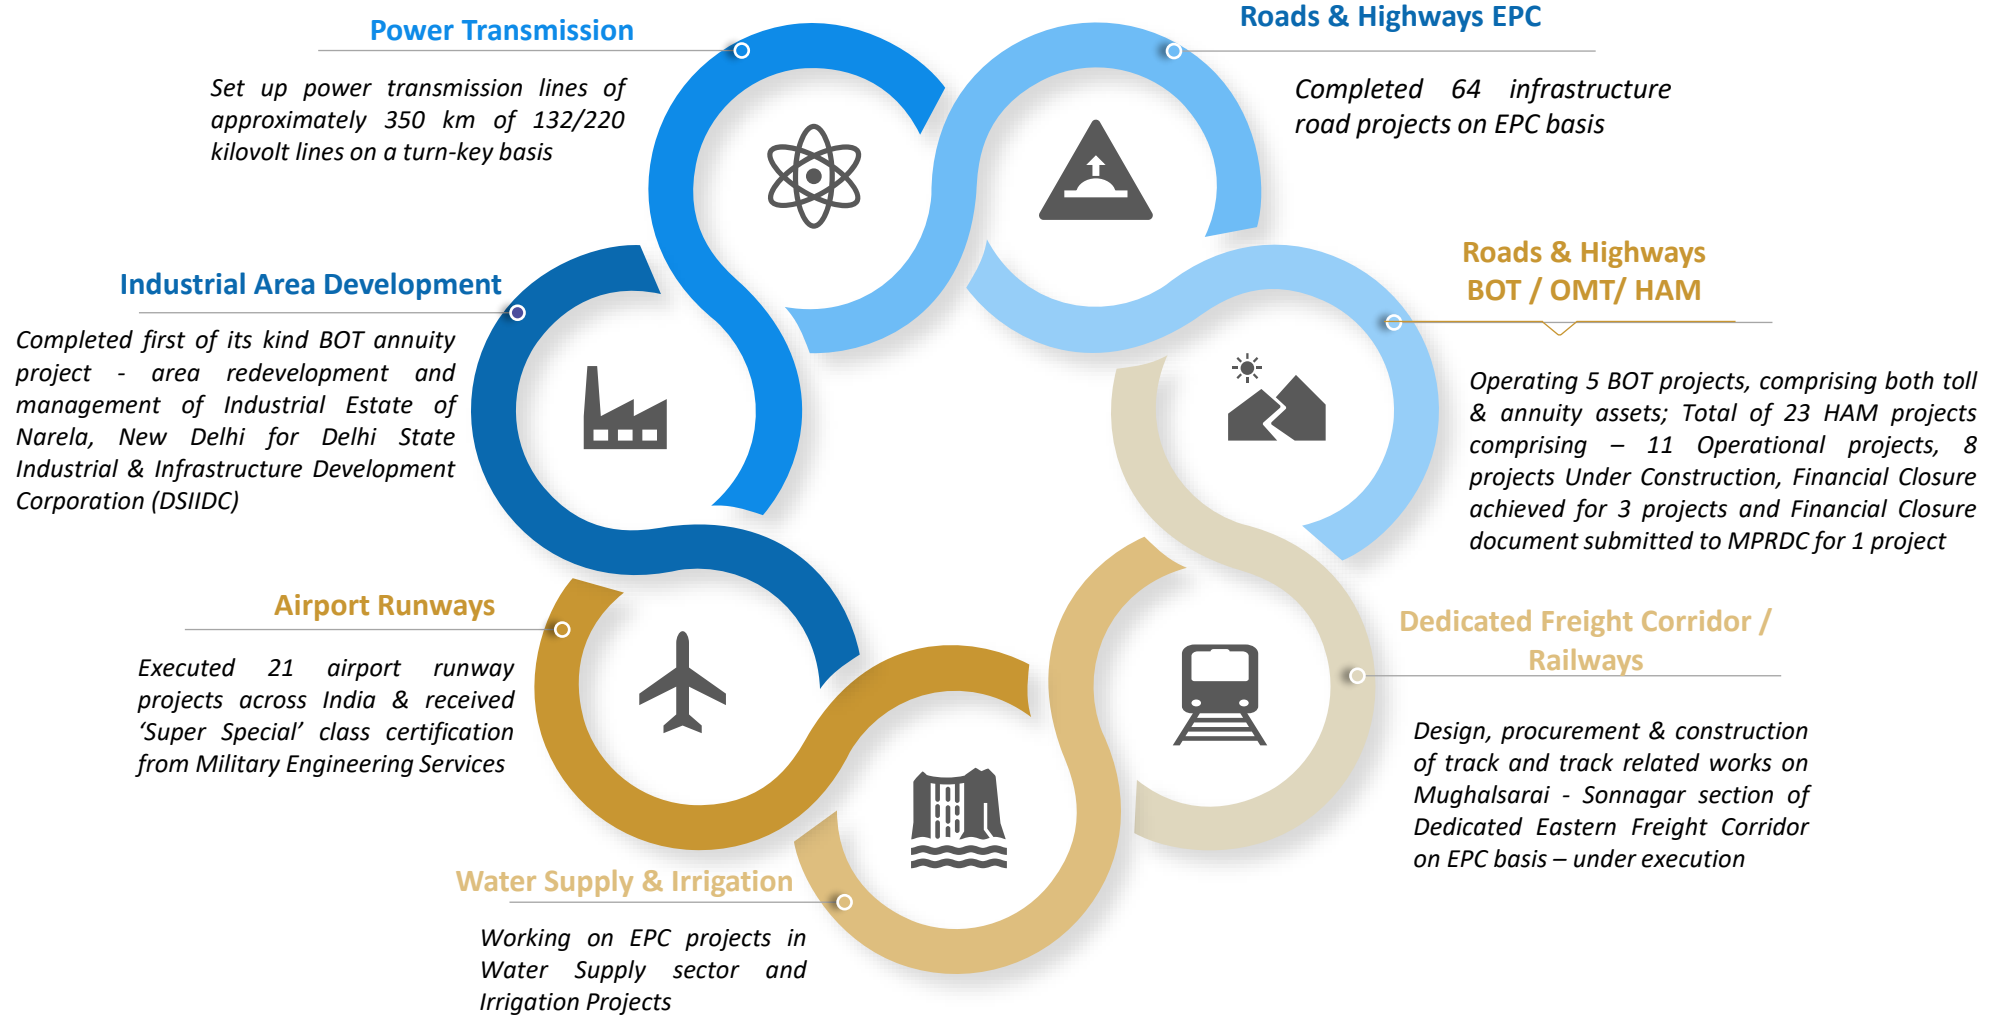 Power Transmission
Set up power transmission lines of
approximately 350 km of 132/220
kilovolt lines on a turn-key basis
Roads & Highways EPC
Completed 64 infrastructure
road projects on EPC basis
Industrial Area Development
Completed first of its kind BOT annuity
project - area redevelopment and
management of Industrial Estate of
Narela, New Delhi for Delhi State
Industrial & Infrastructure Development
Corporation (DSIIDC)
Roads & Highways
BOT / OMT/ HAM
Operating 5 BOT projects, comprising both toll
& annuity assets; Total of 23 HAM projects
comprising – 11 Operational projects, 8
projects Under Construction, Financial Closure
achieved for 3 projects and Financial Closure
document submitted to MPRDC for 1 project
Airport Runways
Executed 21 airport runway
projects across India & received
‘Super Special’ class certification
from Military Engineering Services
Dedicated Freight Corridor /
Railways
Design, procurement & construction
of track and track related works on
Mughalsarai - Sonnagar section of
Dedicated Eastern Freight Corridor
on EPC basis – under execution
Water Supply & Irrigation
Working on EPC projects in
Water Supply sector and
Irrigation Projects